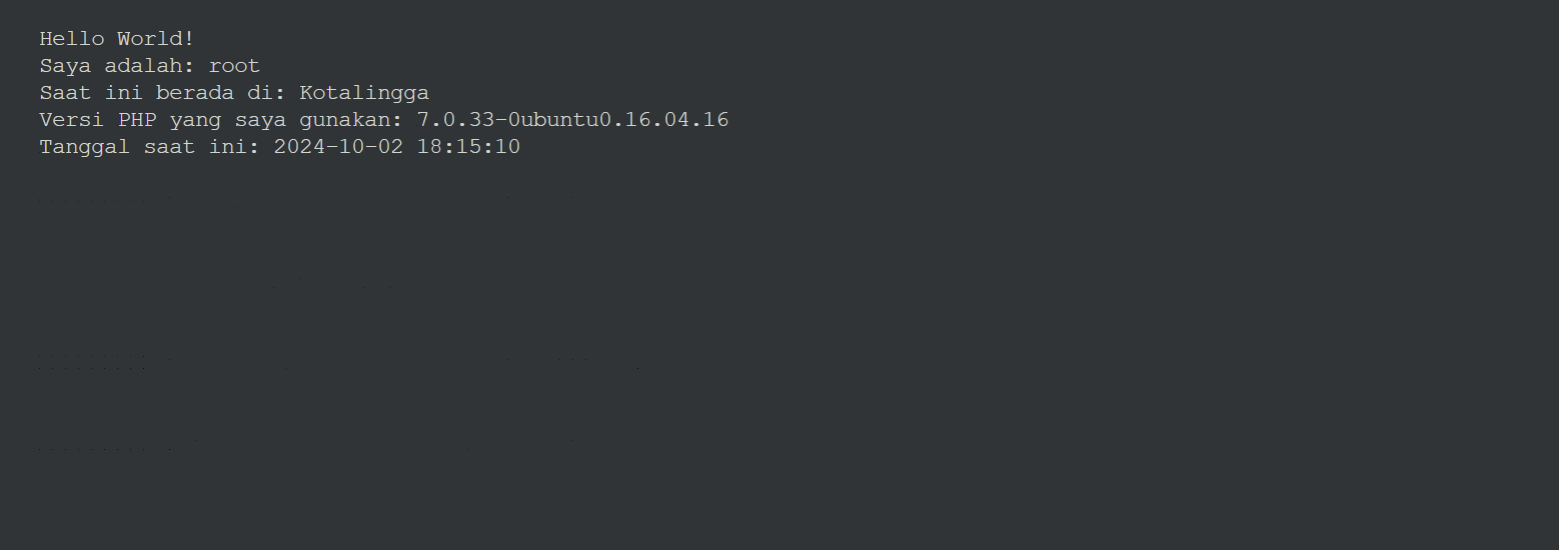 Hello World!
Saya adalah: root
Saat ini berada di: Kotalingga
Versi PHP yang saya gunakan: 7.0.33-0ubuntu0.16.04.16
Tanggal saat ini: 2024-10-02 18:15:10